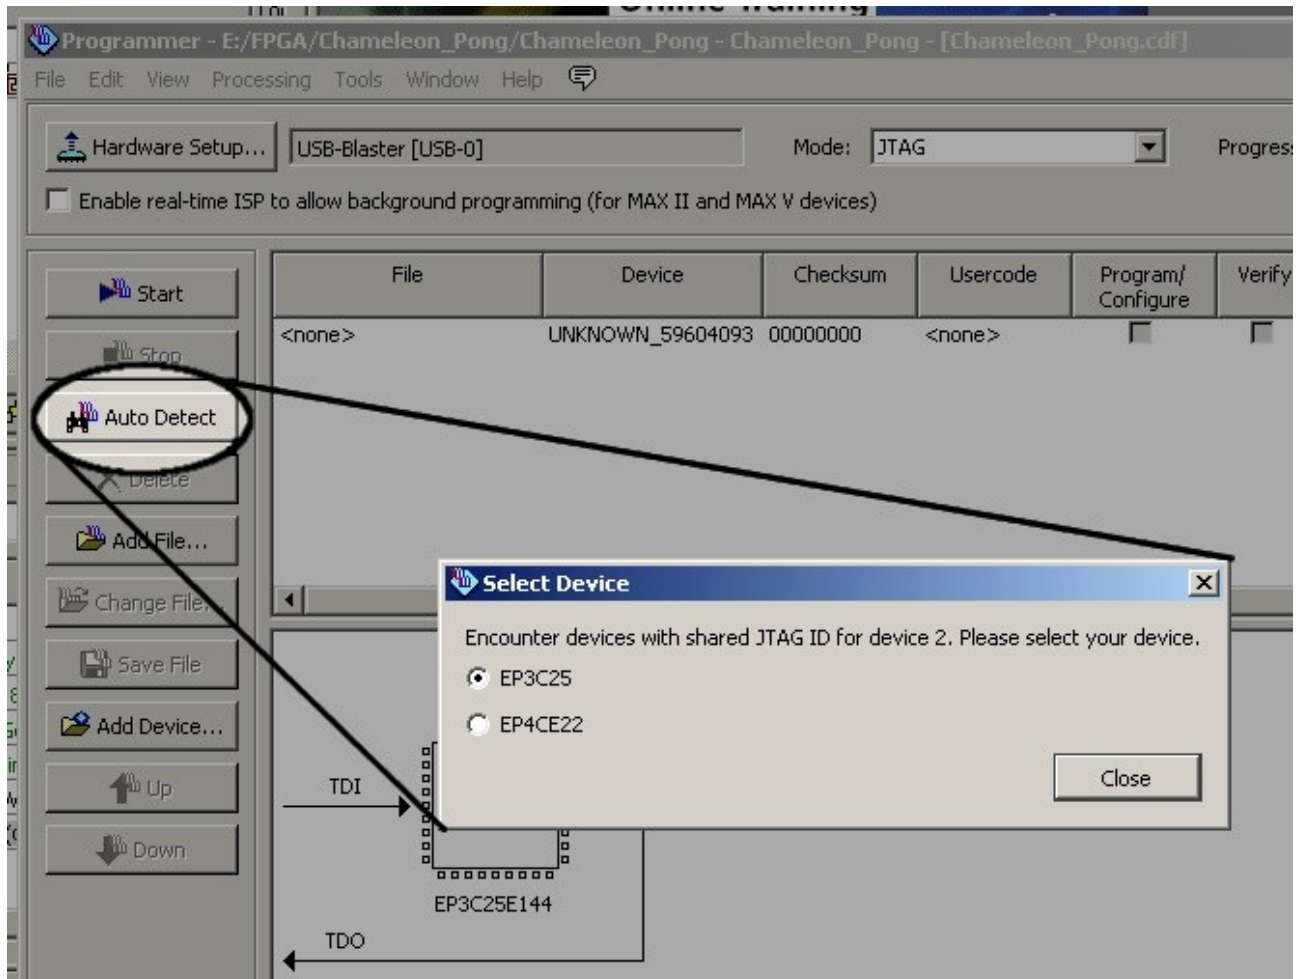 Online Training
Programmer - E:/FPGA/Chameleon_Pong/Chameleon_Pong - Chameleon_Pong - [Chameleon_Pong.cdf]
File Edit View Processing Tools Window Help
Hardware Setup... USB-Blaster [USB-0] Mode: JTAG Progress
Enable real-time ISP to allow background programming (for MAX II and MAX V devices)
File Device Checksum Usercode Program/ Verify
Configure
Start
<none> UNKNOWN_59604093 00000000 <none>
Stop
Auto Detect
Delete
Add File...
Change File...
Save File
Add Device...
Up
Down
Select Device
Encounter devices with shared JTAG ID for device 2. Please select your device.
EP3C25
EP4CE22
Close
TDI
EP3C25E144
TDO